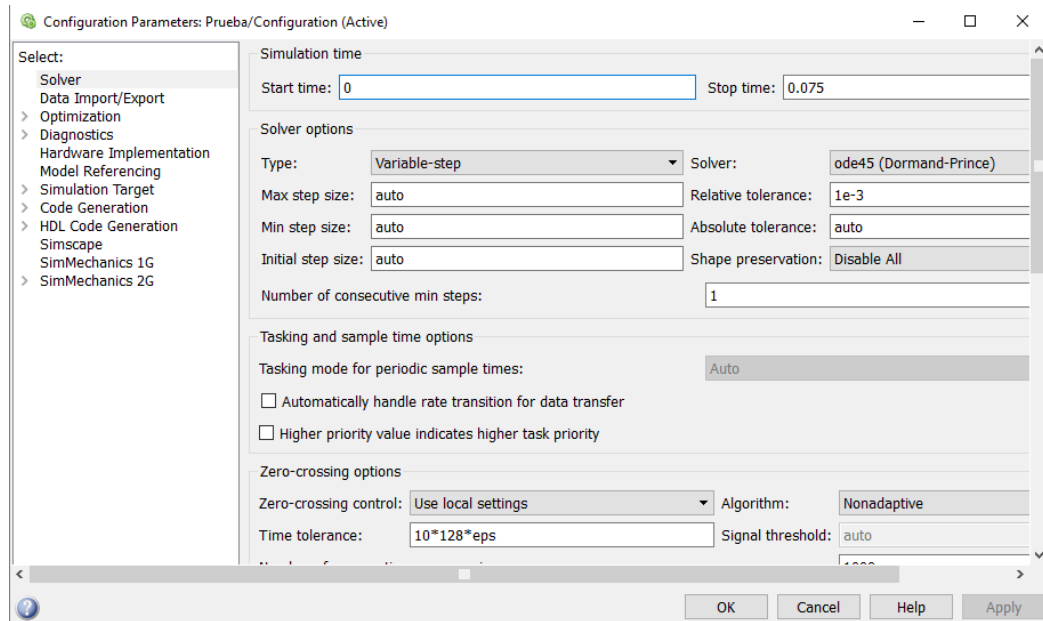 Configuration Parameters: Prueba/Configuration (Active)
Select:
Solver
Data Import/Export
Optimization
Diagnostics
Hardware Implementation
Model Referencing
Simulation Target
Code Generation
HDL Code Generation
Simscape
SimMechanics 1G
SimMechanics 2G
Simulation time
Start time: 0 Stop time: 0.075
Solver options
Type: Variable-step Solver: ode45 (Dormand-Prince)
Max step size: auto Relative tolerance: 1e-3
Min step size: auto Absolute tolerance: auto
Initial step size: auto Shape preservation: Disable All
Number of consecutive min steps: 1
Tasking and sample time options
Tasking mode for periodic sample times: Auto
Automatically handle rate transition for data transfer
Higher priority value indicates higher task priority
Zero-crossing options
Zero-crossing control: Use local settings Algorithm: Nonadaptive
Time tolerance: 10*128*eps Signal threshold: auto
OK Cancel Help Apply